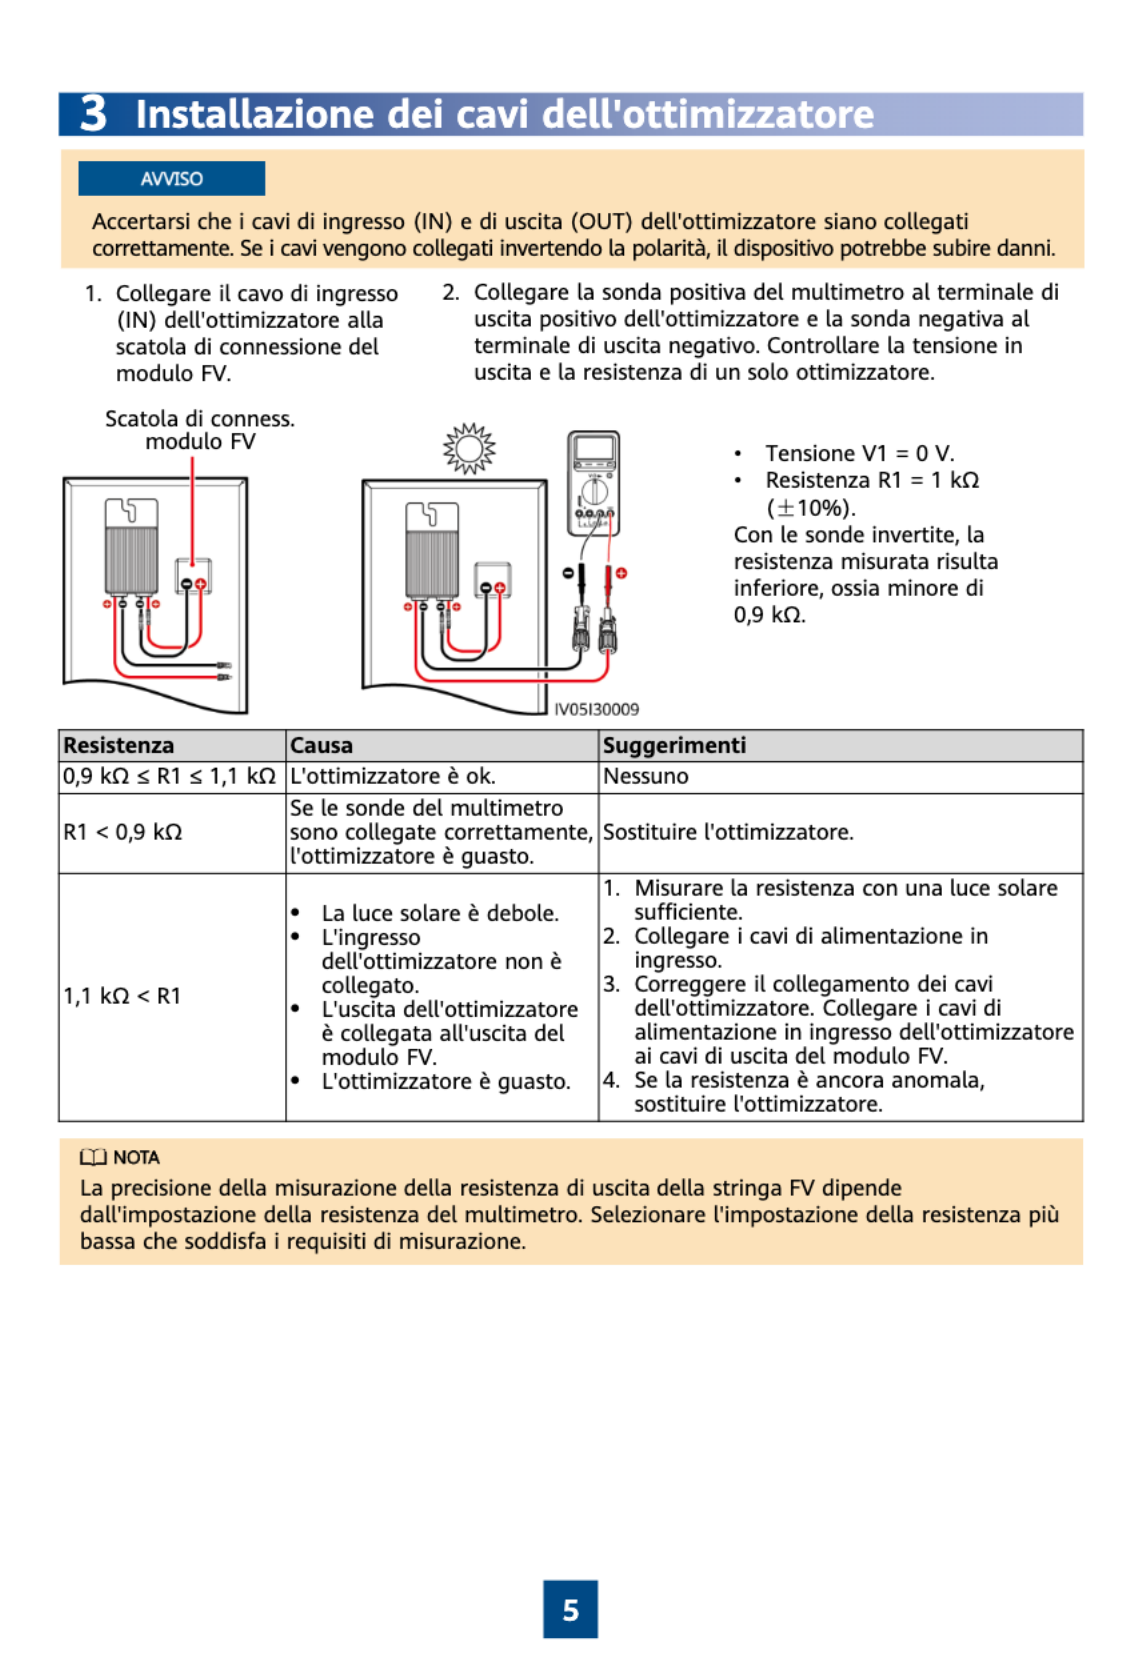 3 Installazione dei cavi dell'ottimizzatore
AVVISO
Accertarsi che i cavi di ingresso (IN) e di uscita (OUT) dell'ottimizzatore siano collegati
correttamente. Se i cavi vengono collegati invertendo la polarità, il dispositivo potrebbe subire danni.
1. Collegare il cavo di ingresso
(IN) dell'ottimizzatore alla
scatola di connessione del
modulo FV.
2. Collegare la sonda positiva del multimetro al terminale di
uscita positivo dell'ottimizzatore e la sonda negativa al
terminale di uscita negativo. Controllare la tensione in
uscita e la resistenza di un solo ottimizzatore.
Scatola di conness.
modulo FV
• Tensione V1 = 0 V.
• Resistenza R1 = 1 kΩ
(±10%).
Con le sonde invertite, la
resistenza misurata risulta
inferiore, ossia minore di
0,9 kΩ.
IV05I30009
Resistenza
Causa
Suggerimenti
0,9 kΩ ≤ R1 ≤ 1,1 kΩ
L'ottimizzatore è ok.
Nessuno
R1 < 0,9 kΩ
Se le sonde del multimetro
sono collegate correttamente,
l'ottimizzatore è guasto.
Sostituire l'ottimizzatore.
1,1 kΩ < R1
• La luce solare è debole.
• L'ingresso
dell'ottimizzatore non è
collegato.
• L'uscita dell'ottimizzatore
è collegata all'uscita del
modulo FV.
• L'ottimizzatore è guasto.
1. Misurare la resistenza con una luce solare
sufficiente.
2. Collegare i cavi di alimentazione in
ingresso.
3. Correggere il collegamento dei cavi
dell'ottimizzatore. Collegare i cavi di
alimentazione in ingresso dell'ottimizzatore
ai cavi di uscita del modulo FV.
4. Se la resistenza è ancora anomala,
sostituire l'ottimizzatore.
NOTA
La precisione della misurazione della resistenza di uscita della stringa FV dipende
dall'impostazione della resistenza del multimetro. Selezionare l'impostazione della resistenza più
bassa che soddisfa i requisiti di misurazione.
5